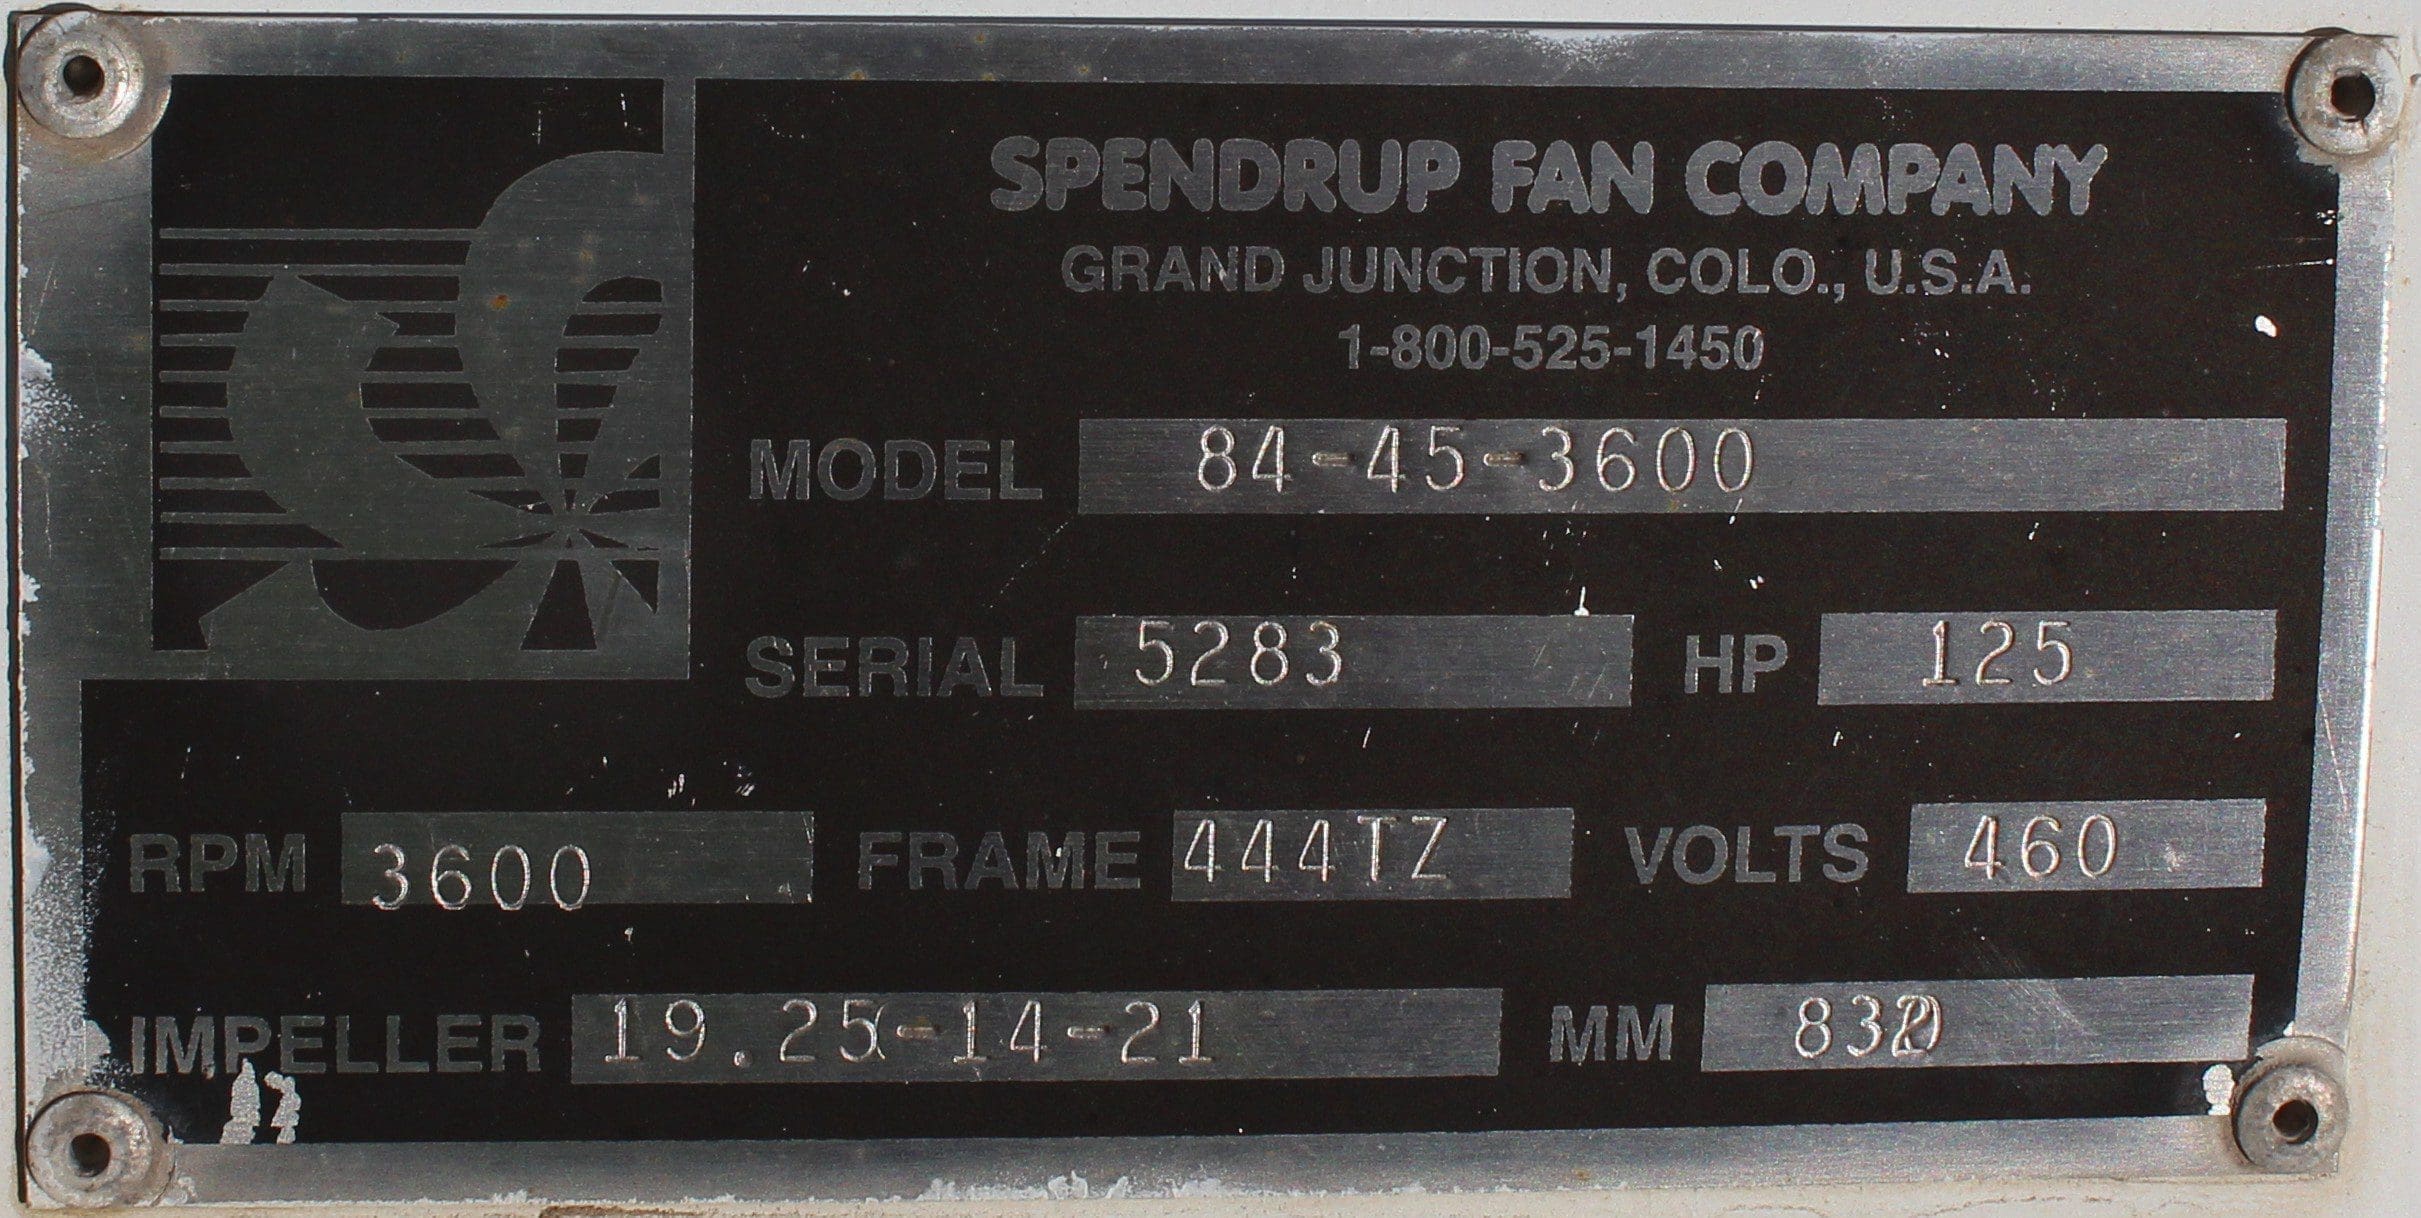 SPENDRUP FAN COMPANY
GRAND JUNCTION, COLO., U.S.A.
1-800-525-1450
MODEL 84-45-3600
SERIAL 5283 HP 125
RPM 3600 FRAME 444TZ VOLTS 460
IMPELLER 19.25-14-21 MM